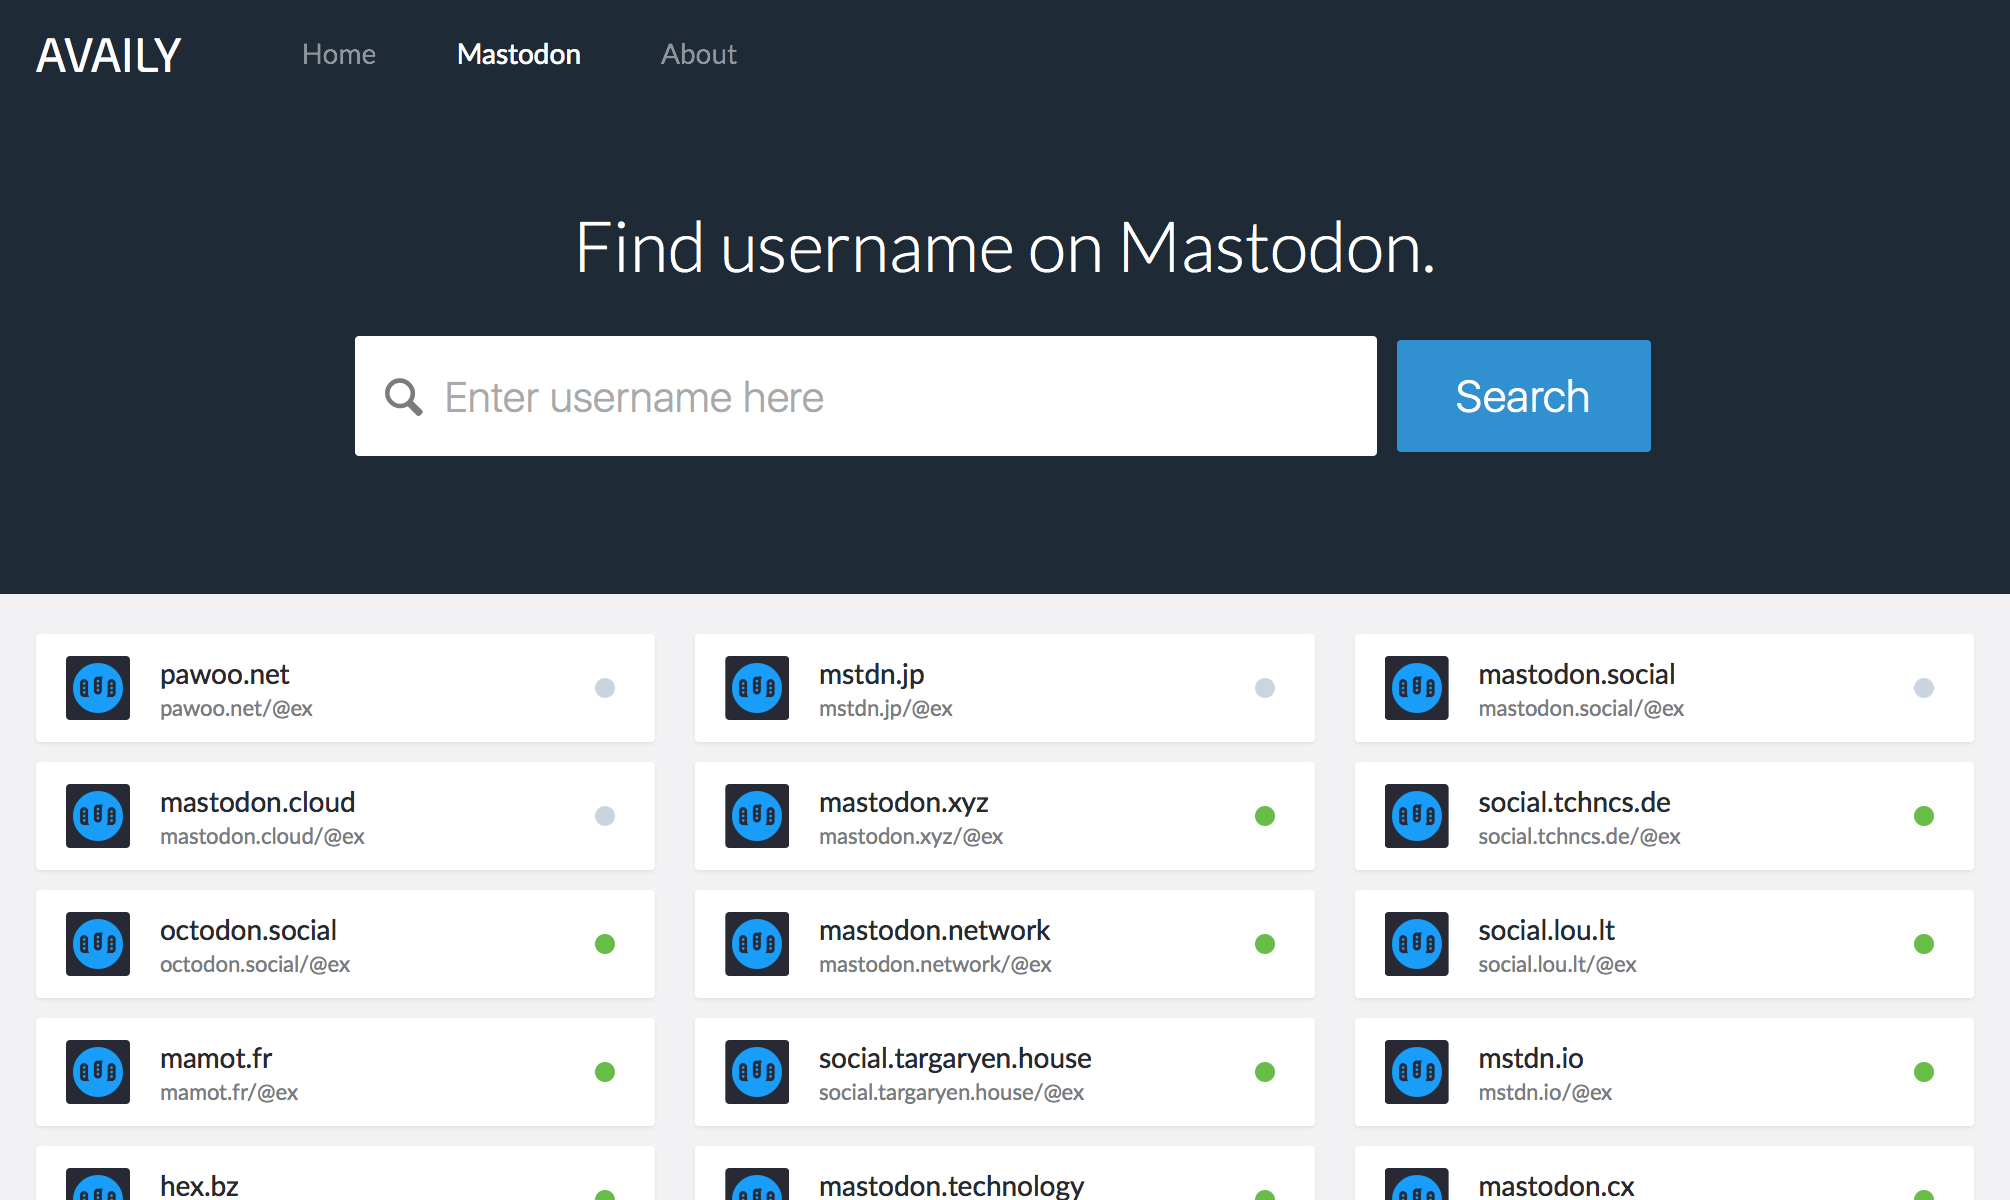 AVAILY
Home
Mastodon
About
Find username on Mastodon.
Enter username here
Search
pawoo.net
pawoo.net/@ex
mstdn.jp
mstdn.jp/@ex
mastodon.social
mastodon.social/@ex
mastodon.cloud
mastodon.cloud/@ex
mastodon.xyz
mastodon.xyz/@ex
social.tchncs.de
social.tchncs.de/@ex
octodon.social
octodon.social/@ex
mastodon.network
mastodon.network/@ex
social.lou.lt
social.lou.lt/@ex
mamot.fr
mamot.fr/@ex
social.targaryen.house
social.targaryen.house/@ex
mstdn.io
mstdn.io/@ex
hex.bz
mastodon.technology
mastodon.cx